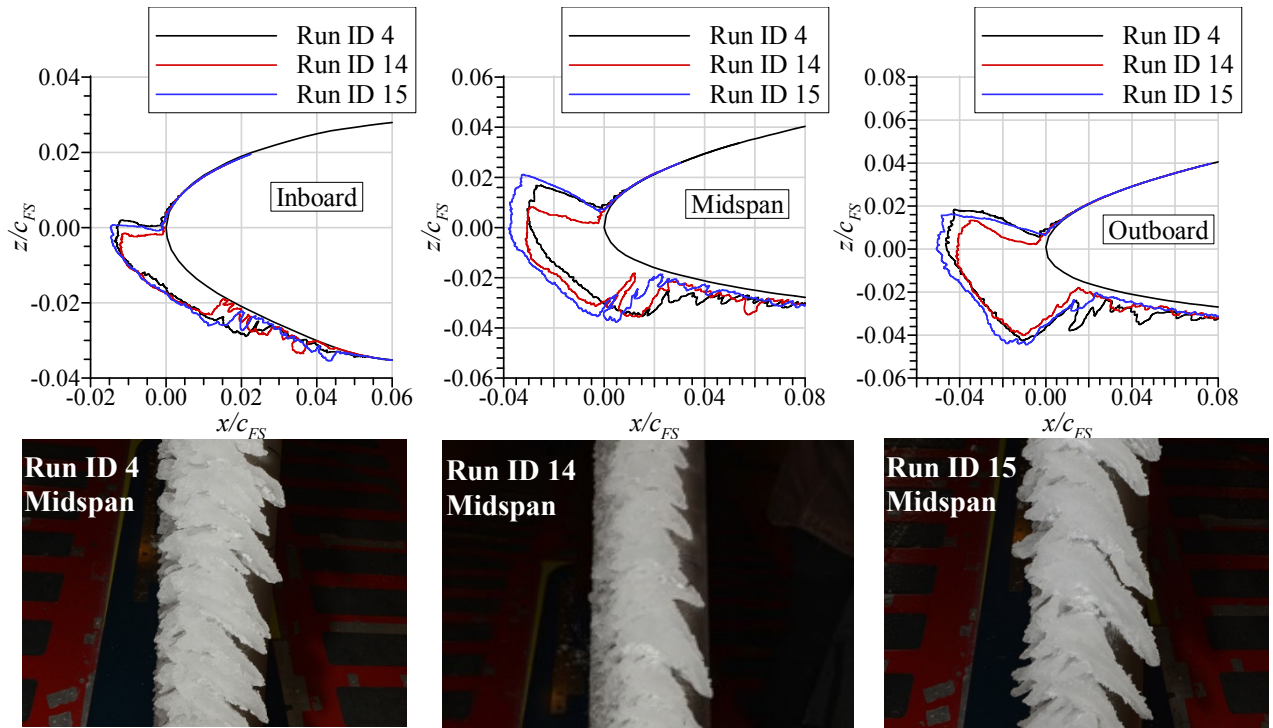 Run ID 4
Run ID 14
Run ID 15
0.04
0.02
0.00
-0.02
-0.04
-0.02 0.00 0.02 0.04 0.06
z/c_FS
x/c_FS
Inboard
Run ID 4
Run ID 14
Run ID 15
0.06
0.04
0.02
0.00
-0.02
-0.04
-0.06
-0.04 0.00 0.04 0.08
z/c_FS
x/c_FS
Midspan
Run ID 4
Run ID 14
Run ID 15
0.08
0.06
0.04
0.02
0.00
-0.02
-0.04
-0.06
-0.06 0.00 0.04 0.08
z/c_FS
x/c_FS
Outboard
Run ID 4
Midspan
Run ID 14
Midspan
Run ID 15
Midspan